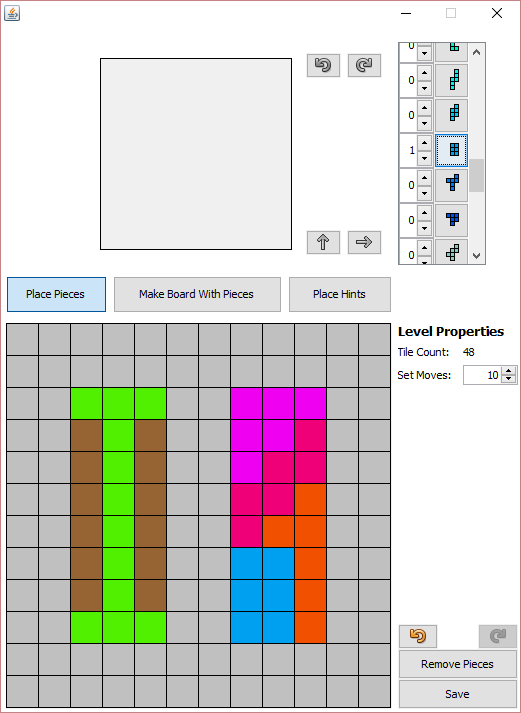 0
0
0
1
0
0
0
Place Pieces
Make Board With Pieces
Place Hints
Level Properties
Tile Count: 48
Set Moves: 10
Remove Pieces
Save